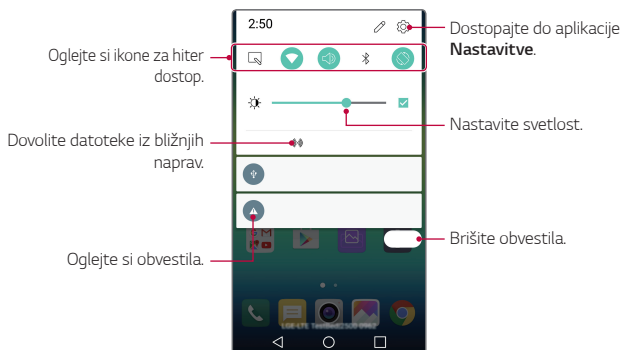 2:50
Dostopajte do aplikacije
Nastavitve.
Oglejte si ikone za hiter
dostop.
Nastavite svetlost.
Dovolite datoteke iz bližnjih
naprav.
Brišite obvestila.
Oglejte si obvestila.